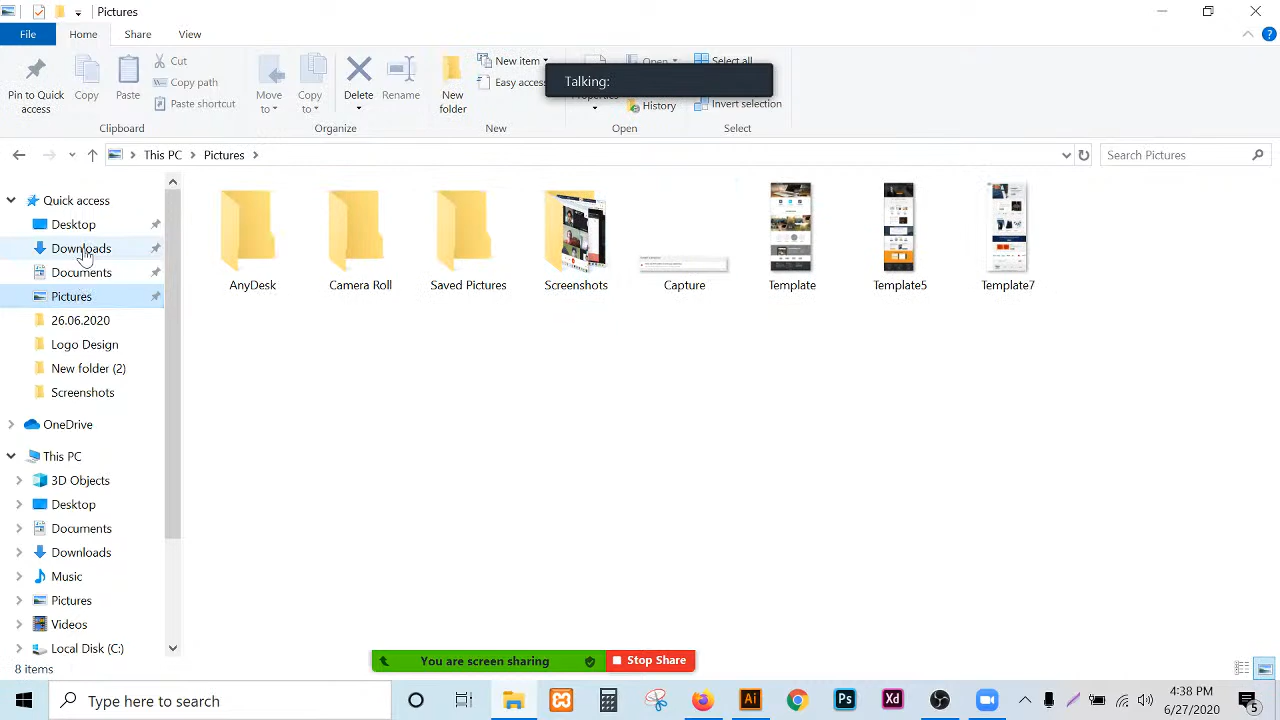 Pictures
File
Home
Share
View
Pin to Quick access
Copy
Paste
Cut
Copy path
Paste shortcut
Move to
Copy to
Delete
Rename
New folder
New item
Easy access
Open
History
Select all
Invert selection
Talking:
Clipboard
Organize
New
Open
Select
This PC
Pictures
Search Pictures
Quick access
Desktop
Downloads
Documents
Pictures
26.06.2020
Logo Design
New folder (2)
Screenshots
OneDrive
This PC
3D Objects
Desktop
Documents
Downloads
Music
Pictures
Videos
Local Disk (C:)
AnyDesk
Camera Roll
Saved Pictures
Screenshots
Capture
Template
Template5
Template7
8 items
You are screen sharing
Stop Share
Type here to search
Ai
Ps
Xd
4:38 PM
6/27/2020
5